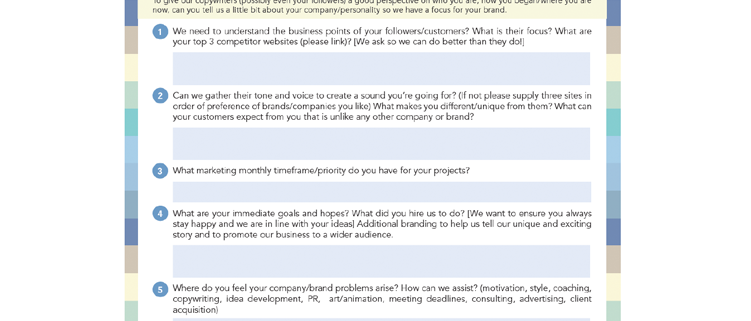 To give our copywriters (possibly even your followers) a good perspective on who you are, how you began/where you are
now, can you tell us a little bit about your company/personality so we have a focus for your brand.
1 We need to understand the business points of your followers/customers? What is their focus? What are
your top 3 competitor websites (please link)? [We ask so we can do better than they do!]
2 Can we gather their tone and voice to create a sound you're going for? (If not please supply three sites in
order of preference of brands/companies you like) What makes you different/unique from them? What can
your customers expect from you that is unlike any other company or brand?
3 What marketing monthly timeframe/priority do you have for your projects?
4 What are your immediate goals and hopes? What did you hire us to do? [We want to ensure you always
stay happy and we are in line with your ideas] Additional branding to help us tell our unique and exciting
story and to promote our business to a wider audience.
5 Where do you feel your company/brand problems arise? How can we assist? (motivation, style, coaching,
copywriting, idea development, PR, art/animation, meeting deadlines, consulting, advertising, client
acquisition)